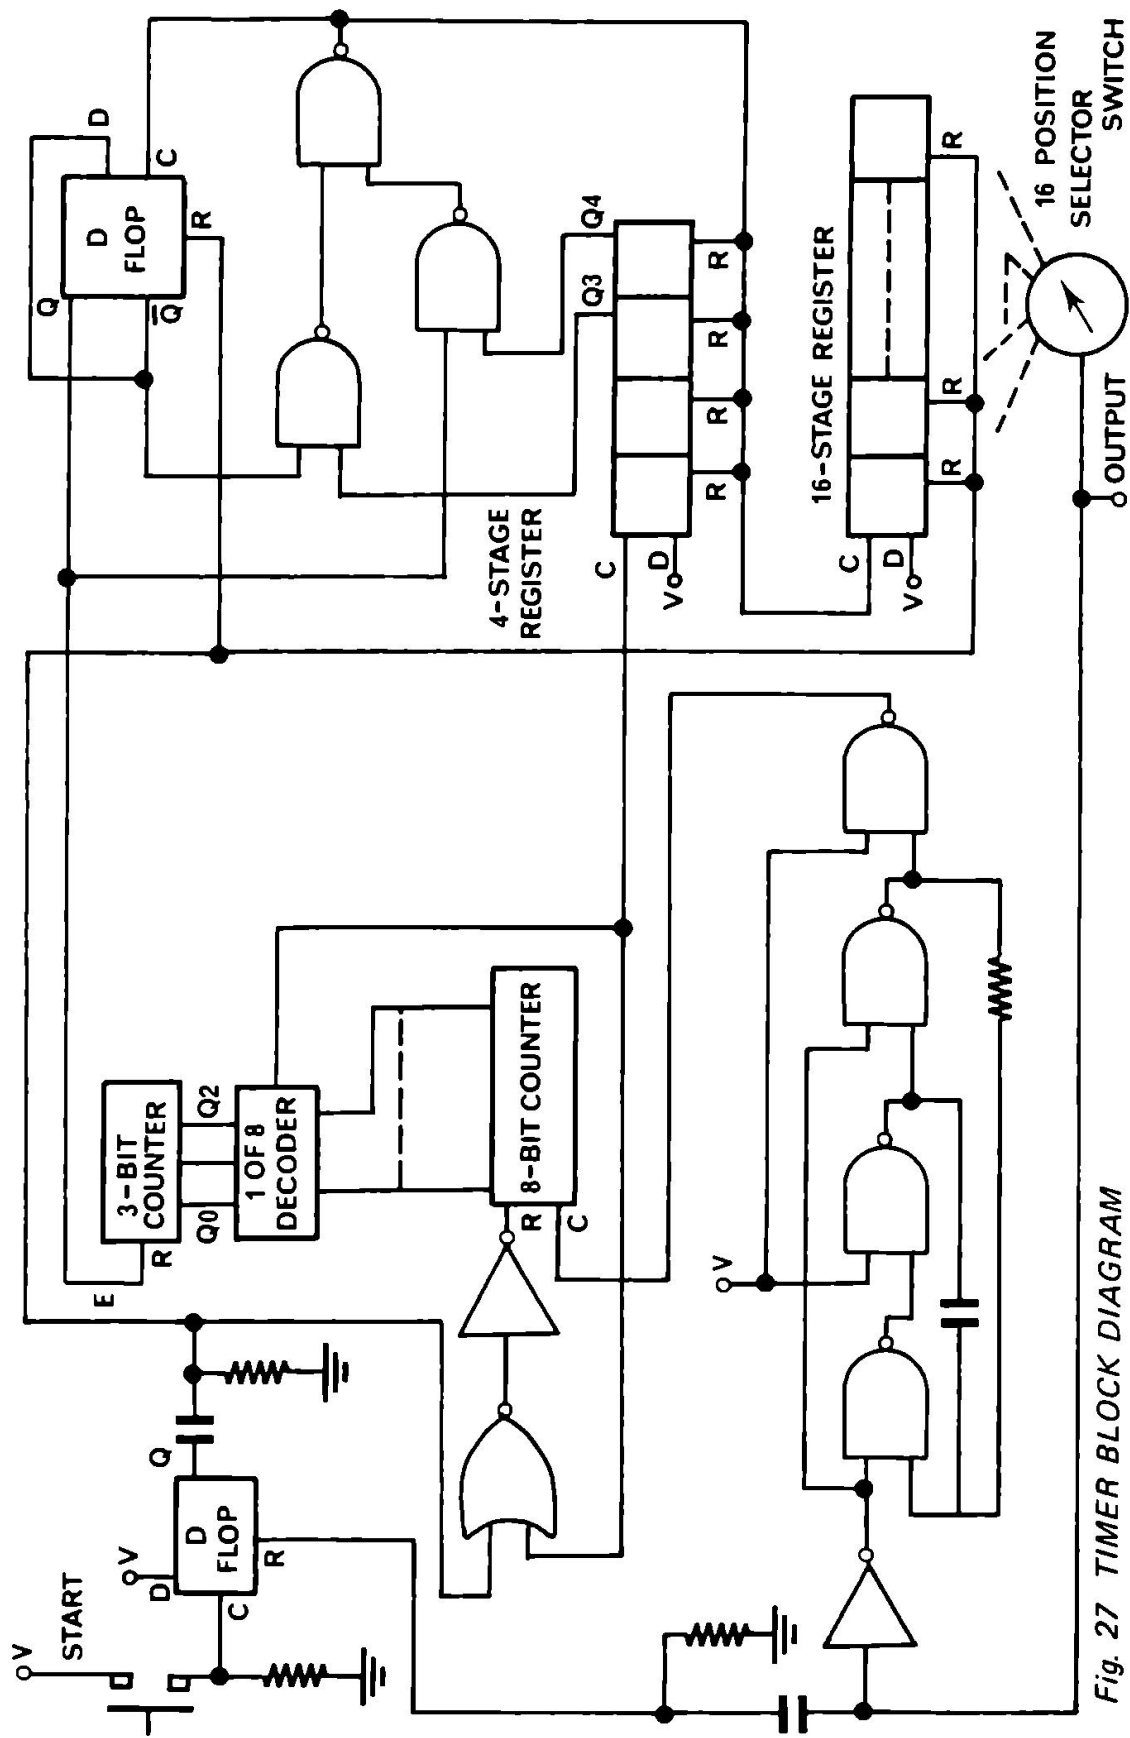 V
START
D
V
D
FLOP
Q
C
R
E
R
3-BIT
COUNTER
Q0
Q2
1 OF 8
DECODER
R
C
8-BIT COUNTER
Q
D
D
FLOP
Q
C
R
4-STAGE
REGISTER
Q3
Q4
C
D
V
R
R
R
R
16-STAGE REGISTER
C
D
V
R
R
R
16 POSITION
SELECTOR
SWITCH
OUTPUT
V
Fig. 27 TIMER BLOCK DIAGRAM